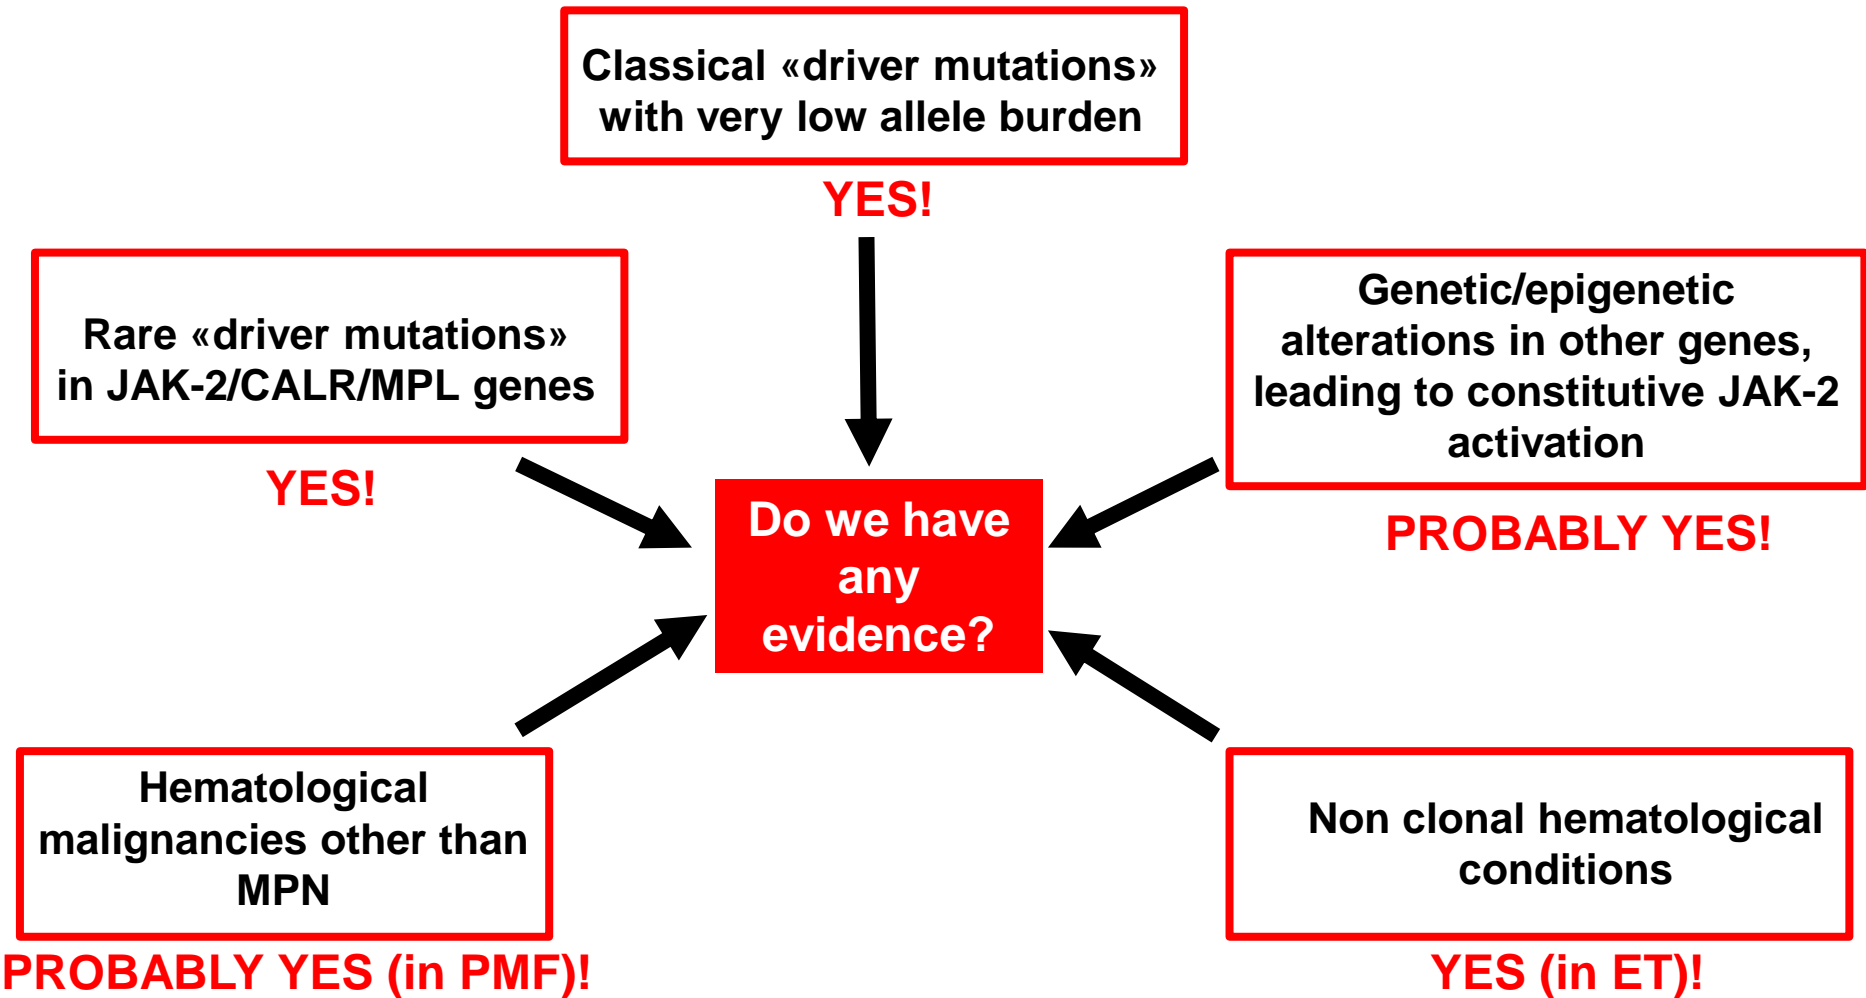 Classical «driver mutations»
with very low allele burden
YES!
Rare «driver mutations»
in JAK-2/CALR/MPL genes
YES!
Genetic/epigenetic
alterations in other genes,
leading to constitutive JAK-2
activation
PROBABLY YES!
Do we have
any
evidence?
Hematological
malignancies other than
MPN
PROBABLY YES (in PMF)!
Non clonal hematological
conditions
YES (in ET)!